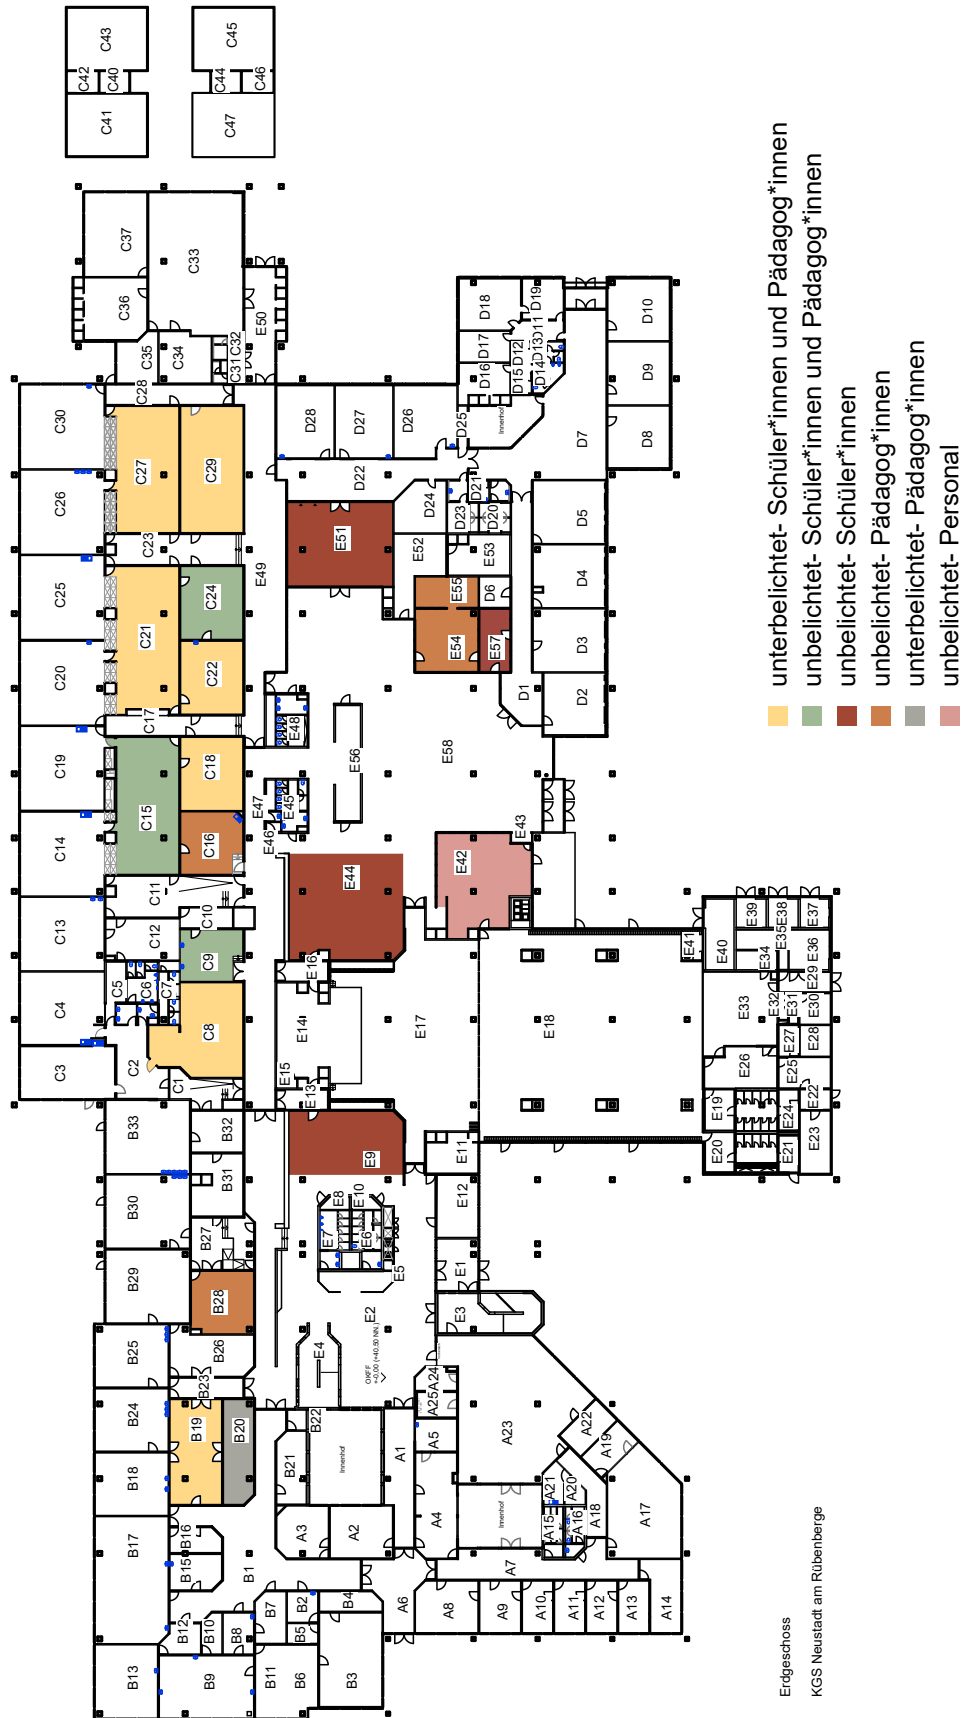 C43
C42
C40
C41
C45
C44
C46
C47
C37
C36
C33
C35
C34
C32
C31
E50
C28
C30
C27
C29
C26
C23
C25
C24
C21
C22
C20
C17
C19
C18
C15
C16
C14
C11
C10
C13
C12
C9
C5
C6
C7
C4
C8
C2
C1
C3
E49
E51
E48
E47
E46
E45
E56
E58
E44
E42
E43
E52
E53
E55
E54
E57
D28
D27
D26
D22
D25
D24
D23
D21
D20
D18
D19
D17
D16
D11
D12
D13
D14
D15
Innenhof
D10
D9
D8
D7
D6
D5
D4
D3
D2
D1
E16
E14
E15
E13
E17
E18
E9
E11
E12
E1
E8
E10
E7
E6
E5
E2
E3
E4
OKFF
+-0,00 (+40,50 NN.)
E41
E40
E39
E38
E37
E36
E35
E34
E33
E32
E31
E30
E29
E28
E27
E26
E25
E24
E23
E22
E21
E20
E19
B33
B32
B31
B30
B29
B28
B27
B26
B25
B24
B23
B22
B21
B20
B19
B18
B17
B16
B15
B13
B12
B10
B8
B9
B11
B6
B7
B5
B2
B4
B3
B1
Innenhof
A1
A2
A3
A4
A5
A24
A25
A23
A22
A19
A21
A20
A15
A16
A18
A17
Innenhof
A7
A6
A8
A9
A10
A11
A12
A13
A14
unterbelichtet- Schüler*innen und Pädagog*innen
unbelichtet- Schüler*innen und Pädagog*innen
unbelichtet- Schüler*innen
unbelichtet- Pädagog*innen
unterbelichtet- Pädagog*innen
unbelichtet- Personal
Erdgeschoss
KGS Neustadt am Rübenberge